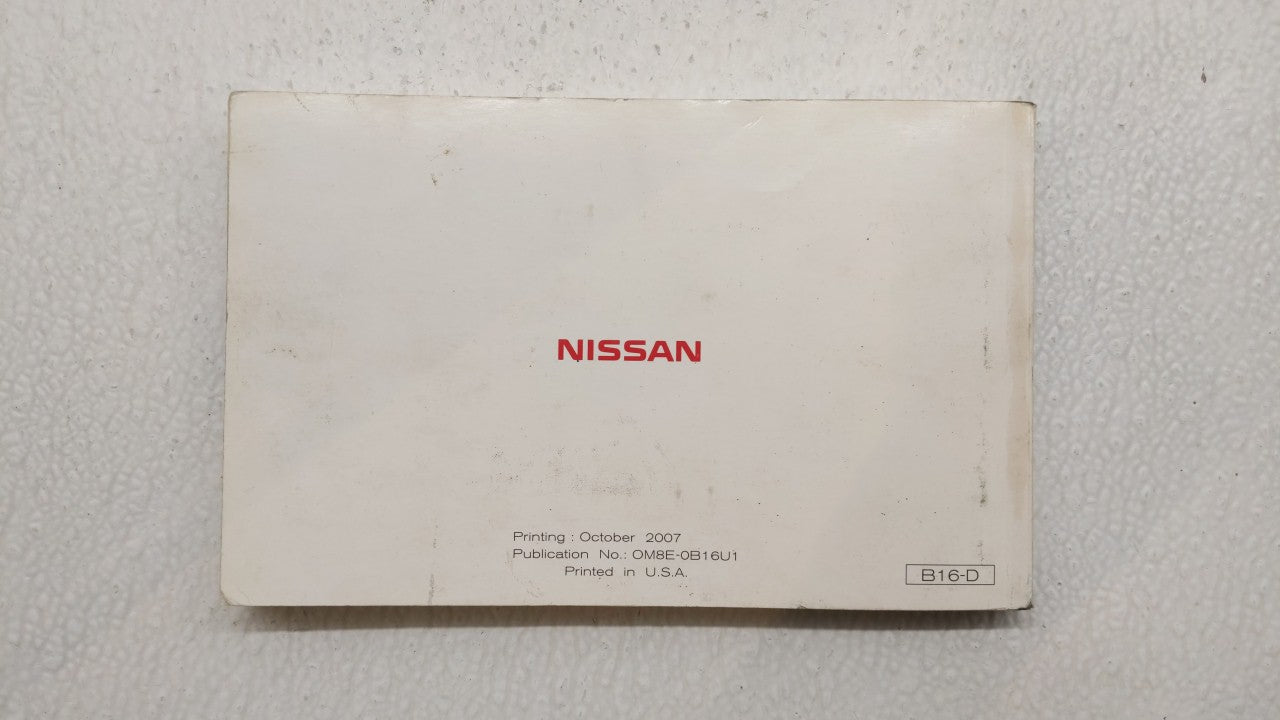 NISSAN
Printing : October 2007
Publication No.: OM8E-0B16U1
Printed in U.S.A.
B16-D